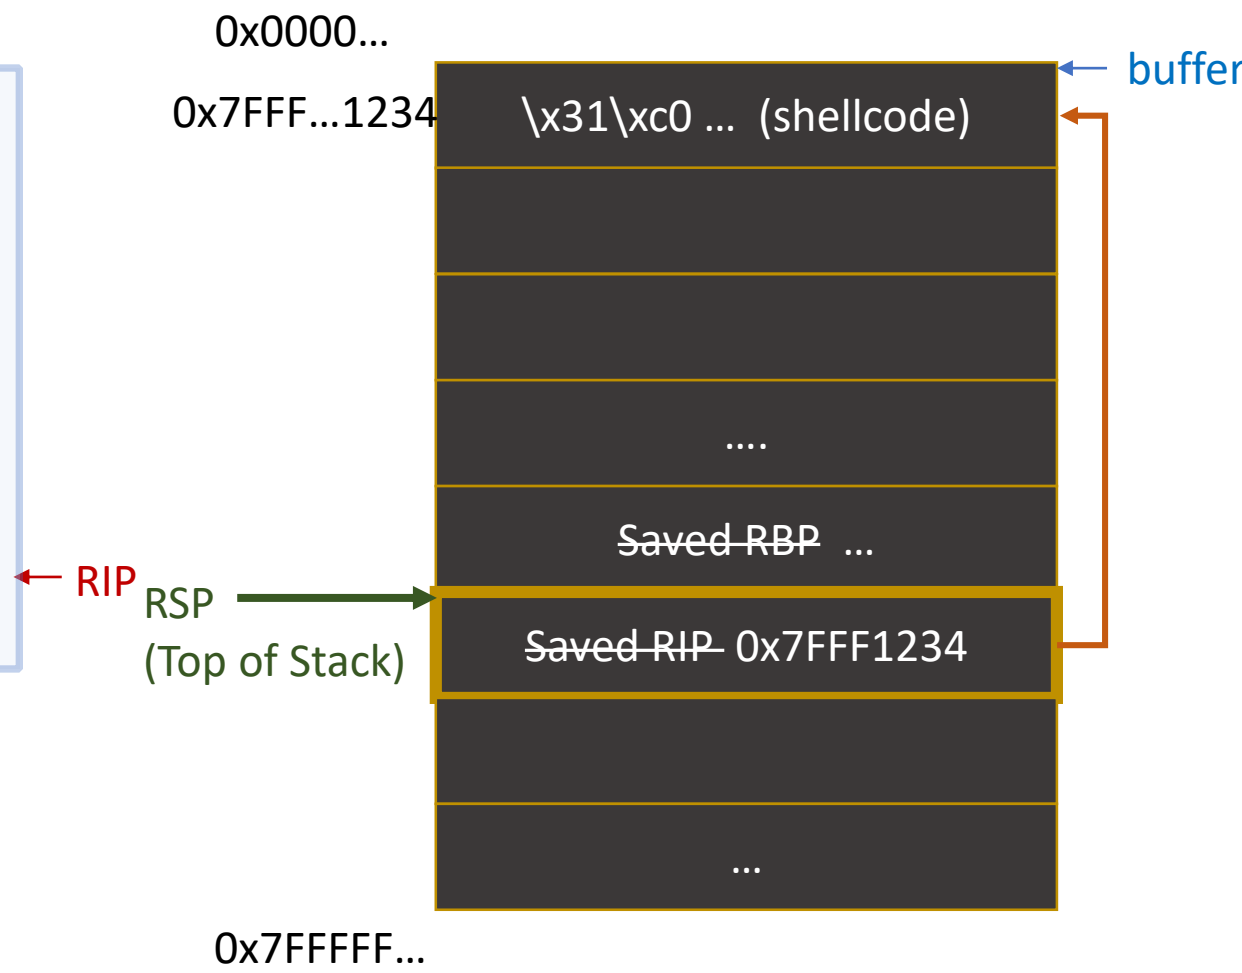 0x0000…
buffer
0x7FFF…1234
\x31\xc0 … (shellcode)
….
Saved RBP …
RIP
RSP
(Top of Stack)
Saved RIP 0x7FFF1234
…
0x7FFFFF…